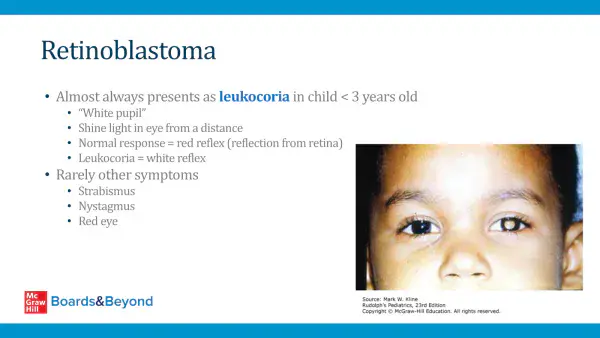 Retinoblastoma
• Almost always presents as leukocoria in child < 3 years old
• “White pupil”
• Shine light in eye from a distance
• Normal response = red reflex (reflection from retina)
• Leukocoria = white reflex
• Rarely other symptoms
• Strabismus
• Nystagmus
• Red eye
Source: Mark W. Kline
Rudolph's Pediatrics, 23rd Edition
Copyright © McGraw-Hill Education. All rights reserved.
Mc
Graw
Hill
Boards&Beyond